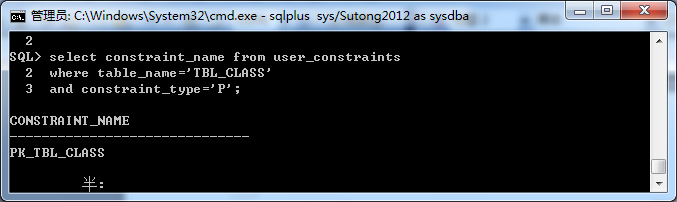 管理员: C:\Windows\System32\cmd.exe - sqlplus  sys/Sutong2012 as sysdba
  2
SQL> select constraint_name from user_constraints
  2  where table_name='TBL_CLASS'
  3  and constraint_type='P';
CONSTRAINT_NAME
------------------------------
PK_TBL_CLASS
半: